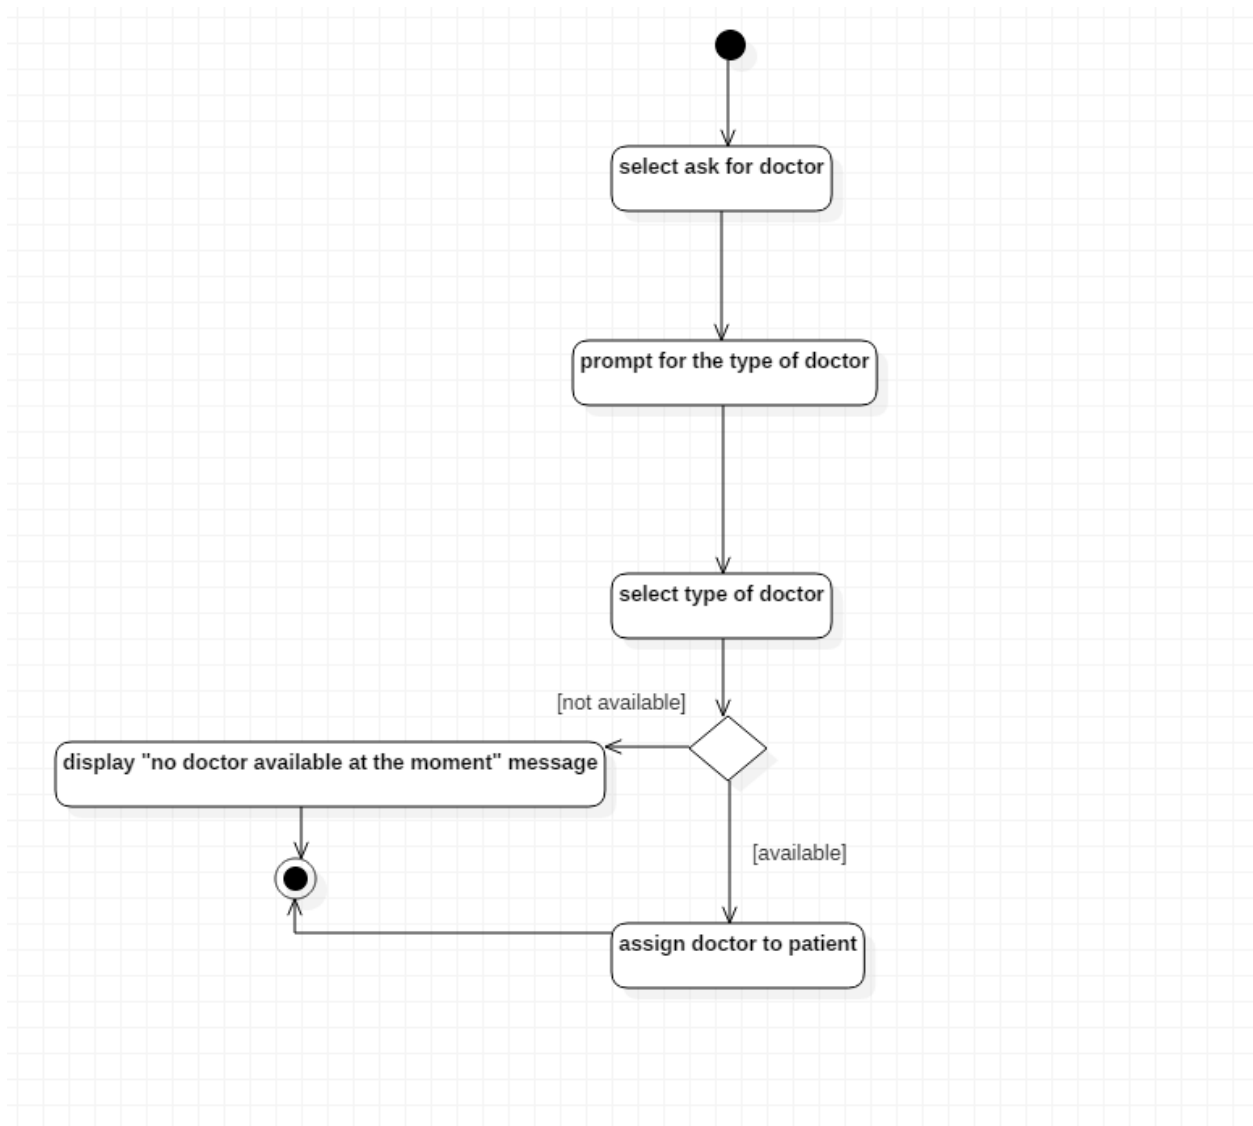 select ask for doctor
prompt for the type of doctor
select type of doctor
[not available]
display "no doctor available at the moment" message
[available]
assign doctor to patient